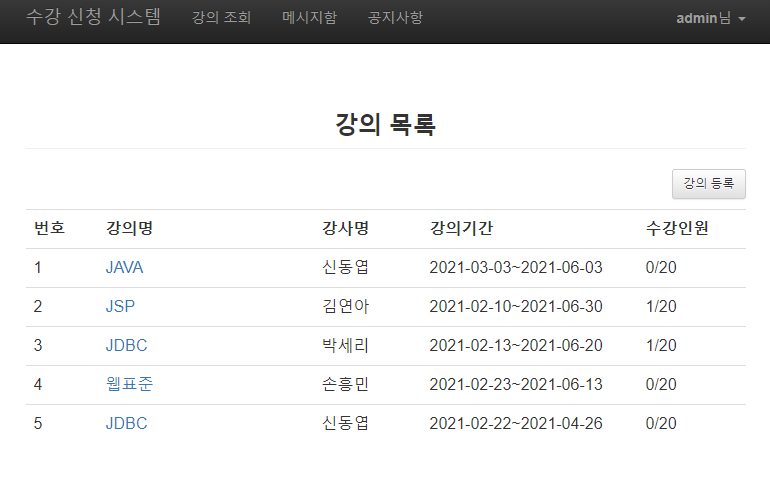 수강 신청 시스템 강의 조회 메시지함 공지사항 admin님
강의 목록
강의 등록
번호 강의명 강사명 강의기간 수강인원
1 JAVA 신동엽 2021-03-03~2021-06-03 0/20
2 JSP 김연아 2021-02-10~2021-06-30 1/20
3 JDBC 박세리 2021-02-13~2021-06-20 1/20
4 웹표준 손흥민 2021-02-23~2021-06-13 0/20
5 JDBC 신동엽 2021-02-22~2021-04-26 0/20